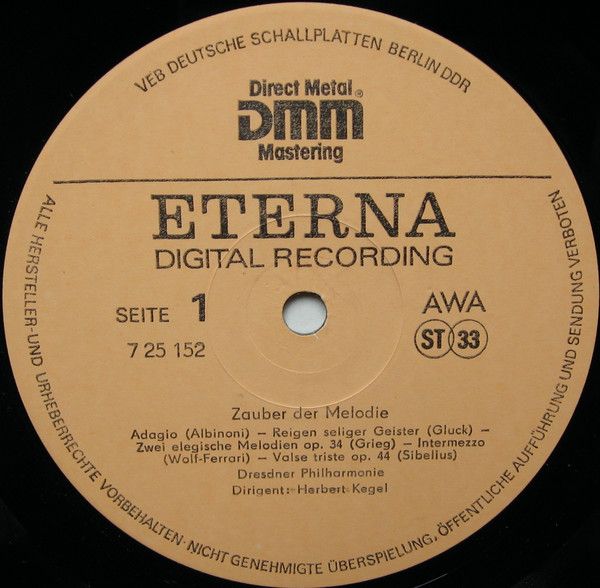 VEB DEUTSCHE SCHALLPLATTEN BERLIN DDR
Direct Metal
DMM®
Mastering
ETERNA
DIGITAL RECORDING
SEITE 1
AWA
7 25 152
ST 33
Zauber der Melodie
Adagio (Albinoni) – Reigen seliger Geister (Gluck) –
Zwei elegische Melodien op. 34 (Grieg) – Intermezzo
(Wolf-Ferrari) – Valse triste op. 44 (Sibelius)
Dresdner Philharmonie
Dirigent: Herbert Kegel
ALLE HERSTELLER- UND URHEBERRECHTE VORBEHALTEN · NICHT GENEHMIGTE ÜBERSPIELUNG, ÖFFENTLICHE AUFFÜHRUNG UND SENDUNG VERBOTEN